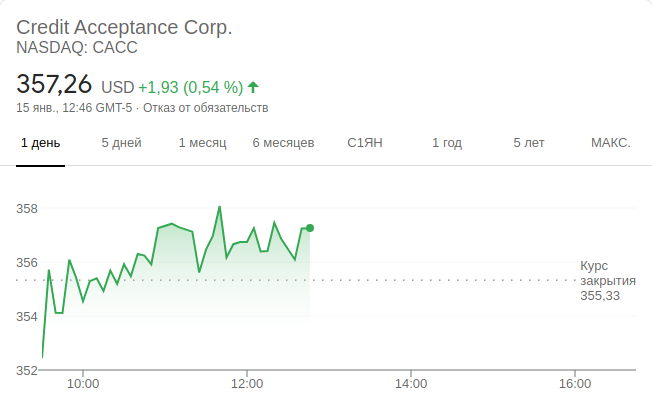 Credit Acceptance Corp.
NASDAQ: CACC
357,26 USD +1,93 (0,54 %)
15 янв., 12:46 GMT-5 · Отказ от обязательств
1 день 5 дней 1 месяц 6 месяцев С1ЯН 1 год 5 лет МАКС.
358
356
Курс
закрытия
355,33
354
352
10:00 12:00 14:00 16:00